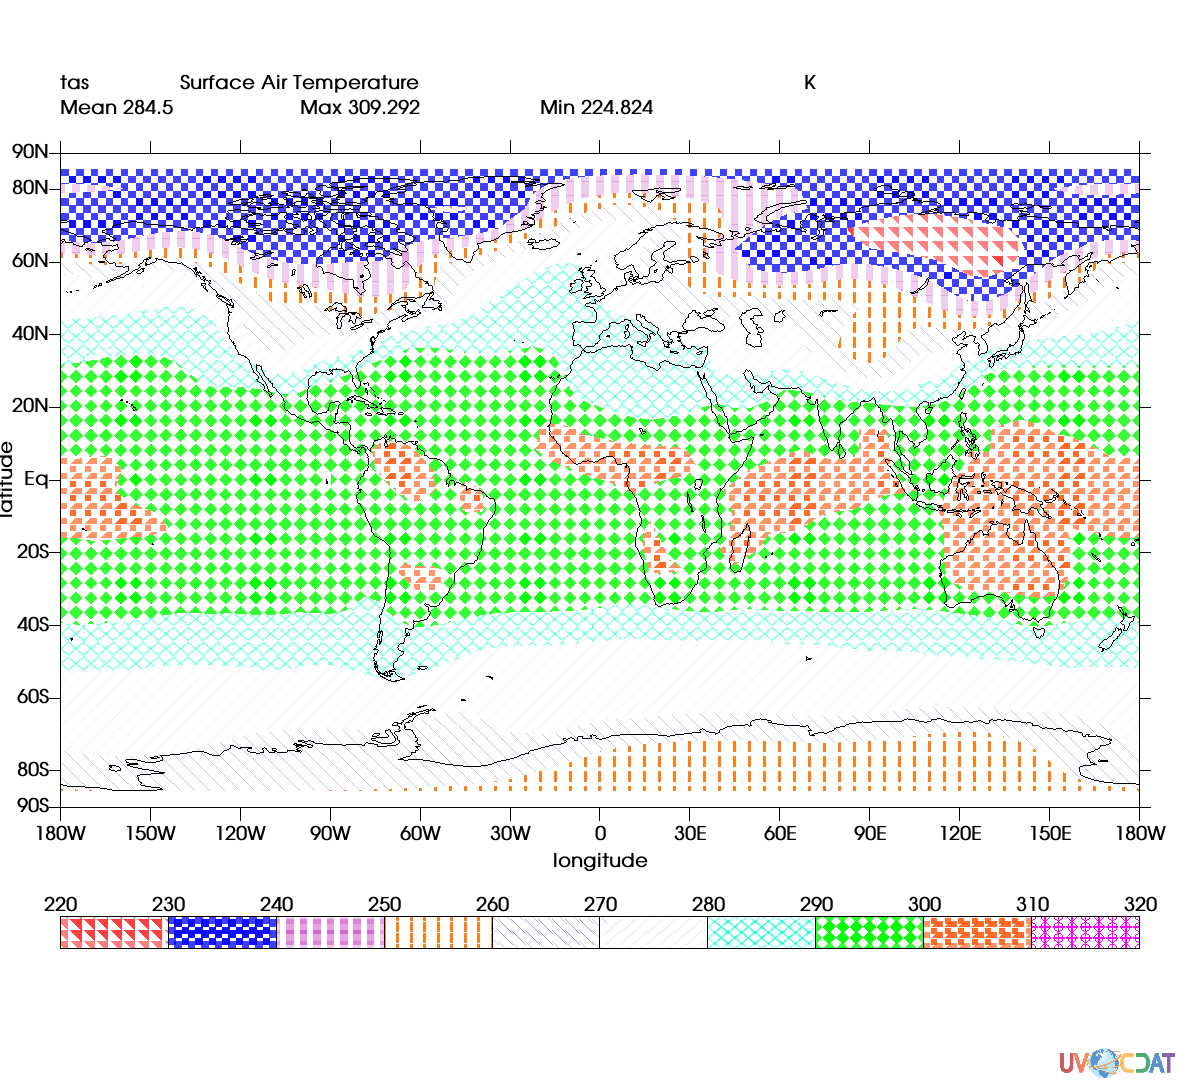 tas Surface Air Temperature K
Mean 284.5 Max 309.292 Min 224.824
90N
80N
60N
40N
20N
Eq
20S
40S
60S
80S
90S
latitude
180W 150W 120W 90W 60W 30W 0 30E 60E 90E 120E 150E 180W
longitude
220 230 240 250 260 270 280 290 300 310 320
UVCDAT